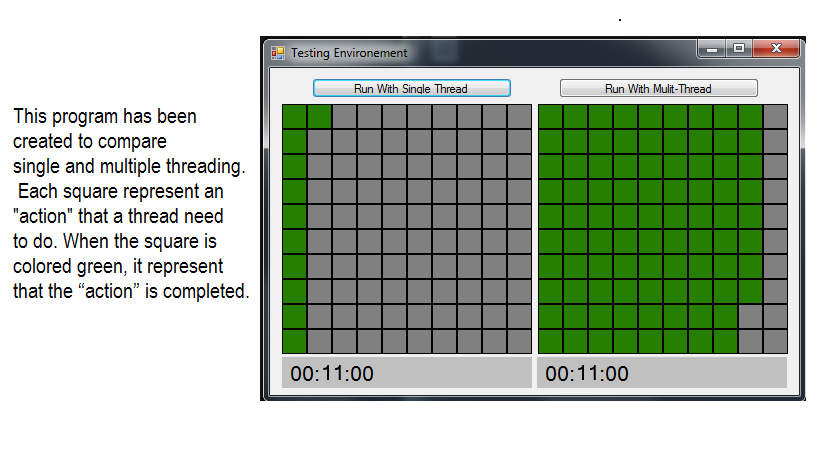 This program has been
created to compare
single and multiple threading.
Each square represent an
"action" that a thread need
to do. When the square is
colored green, it represent
that the “action” is completed.
.
Testing Environement
Run With Single Thread
Run With Mulit-Thread
00:11:00
00:11:00